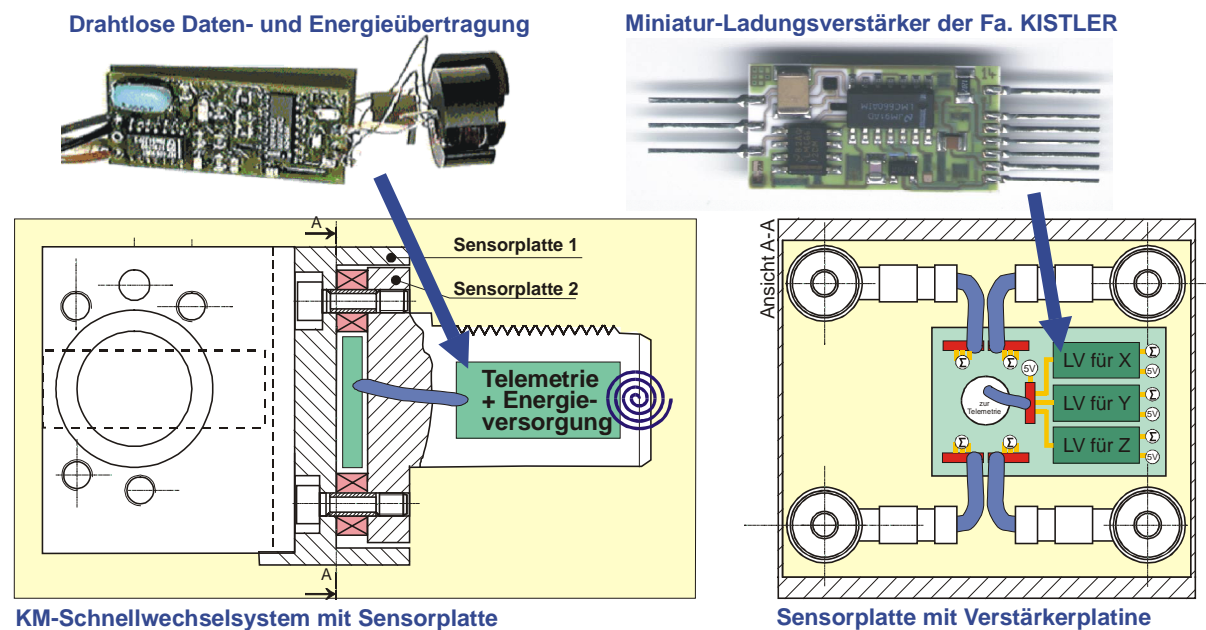 Drahtlose Daten- und Energieübertragung
Miniatur-Ladungsverstärker der Fa. KISTLER
14
A
Sensorplatte 1
Sensorplatte 2
Telemetrie
+ Energie-
versorgung
A
KM-Schnellwechselsystem mit Sensorplatte
Ansicht A-A
Σ
Σ
5V
LV für X
Σ
5V
zur
Telemetrie
LV für Y
Σ
5V
Σ
Σ
LV für Z
Σ
5V
Sensorplatte mit Verstärkerplatine